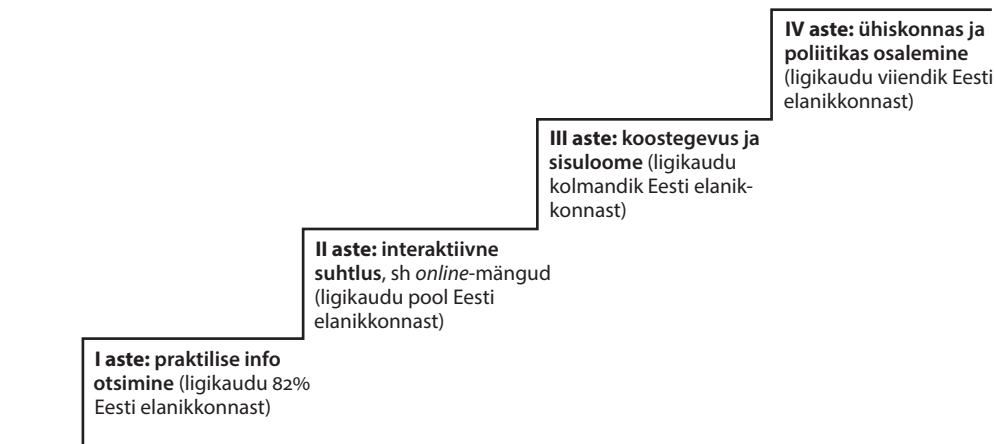 IV aste: ühiskonnas ja
poliitikas osalemine
(ligikaudu viiendik Eesti
elanikkonnast)
III aste: koostegevus ja
sisuloome (ligikaudu
kolmandik Eesti elanik-
konnast)
II aste: interaktiivne
suhtlus, sh online-mängud
(ligikaudu pool Eesti
elanikkonnast)
I aste: praktilise info
otsimine (ligikaudu 82%
Eesti elanikkonnast)